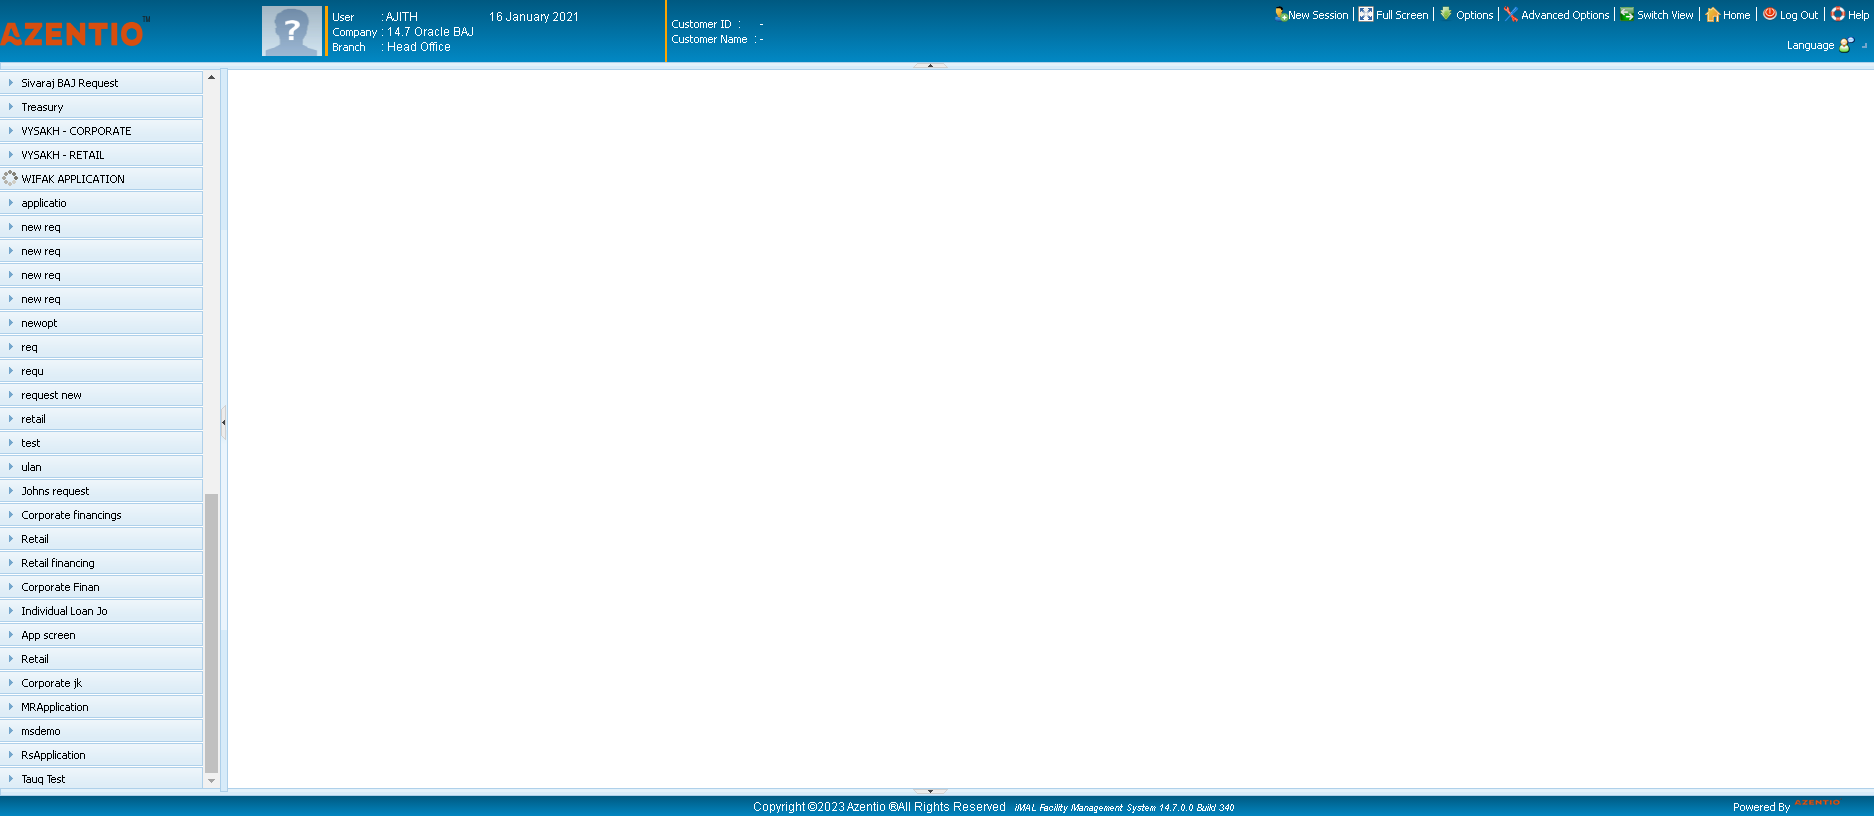 AZENTIO™
User : AJITH 16 January 2021
Company : 14.7 Oracle BAJ
Branch : Head Office
Customer ID : -
Customer Name : -
New Session Full Screen Options Advanced Options Switch View Home Log Out Help
Language
Sivaraj BAJ Request
Treasury
VYSAKH - CORPORATE
VYSAKH - RETAIL
WIFAK APPLICATION
applicatio
new req
new req
new req
new req
newopt
req
requ
request new
retail
test
ulan
Johns request
Corporate financings
Retail
Retail financing
Corporate Finan
Individual Loan Jo
App screen
Retail
Corporate jk
MRApplication
msdemo
RsApplication
Tauq Test
Copyright ©2023 Azentio ®All Rights Reserved iMAL Facility Management System 14.7.0.0 Build 340
Powered By AZENTIO